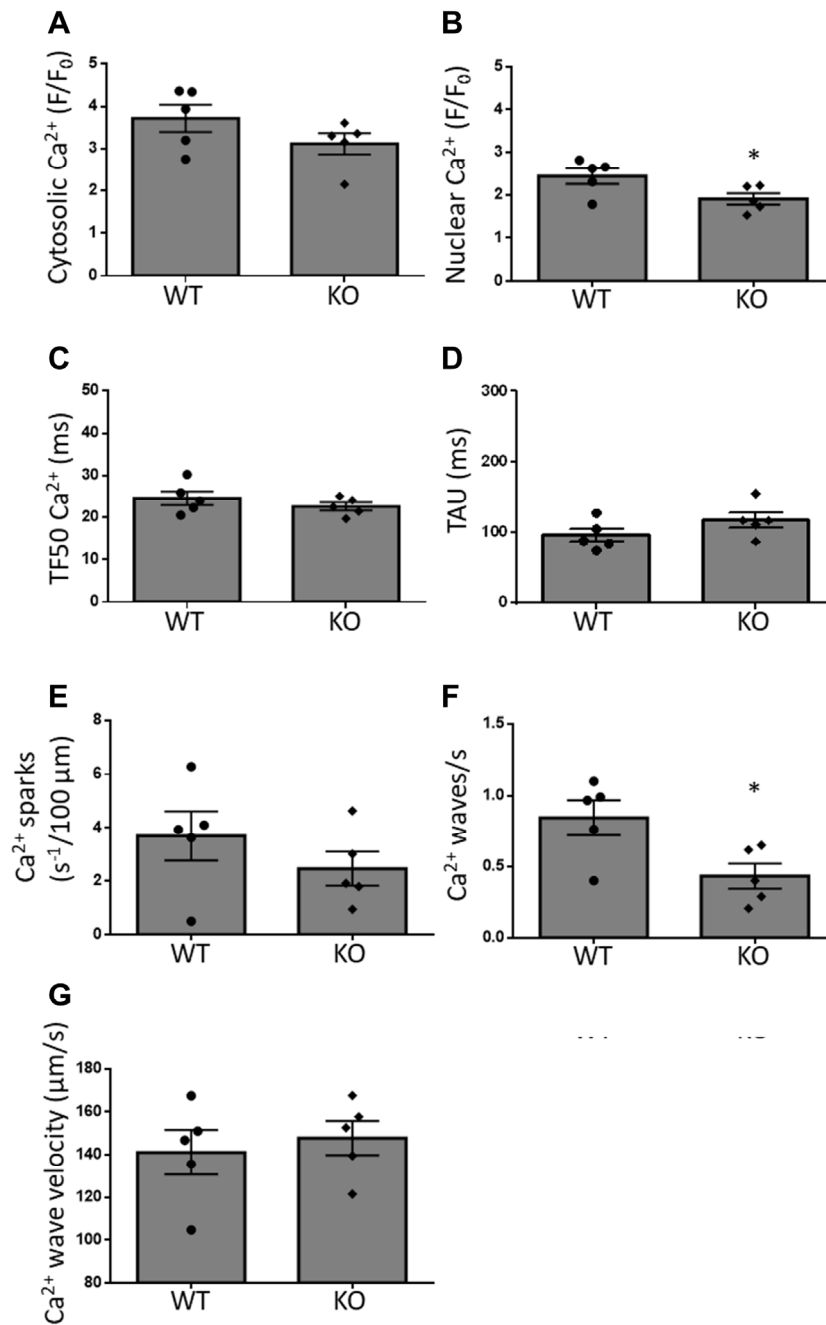 A
Cytosolic Ca²⁺ (F/F₀)
5
4
3
2
1
0
WT KO
B
Nuclear Ca²⁺ (F/F₀)
5
4
3
2
1
0
*
WT KO
C
TF50 Ca²⁺ (ms)
50
40
30
20
10
0
WT KO
D
TAU (ms)
300
200
100
0
WT KO
E
Ca²⁺ sparks
(s⁻¹/100 µm)
8
6
4
2
0
WT KO
F
Ca²⁺ waves/s
1.5
1.0
0.5
0.0
*
WT KO
G
Ca²⁺ wave velocity (µm/s)
180
160
140
120
100
80
WT KO